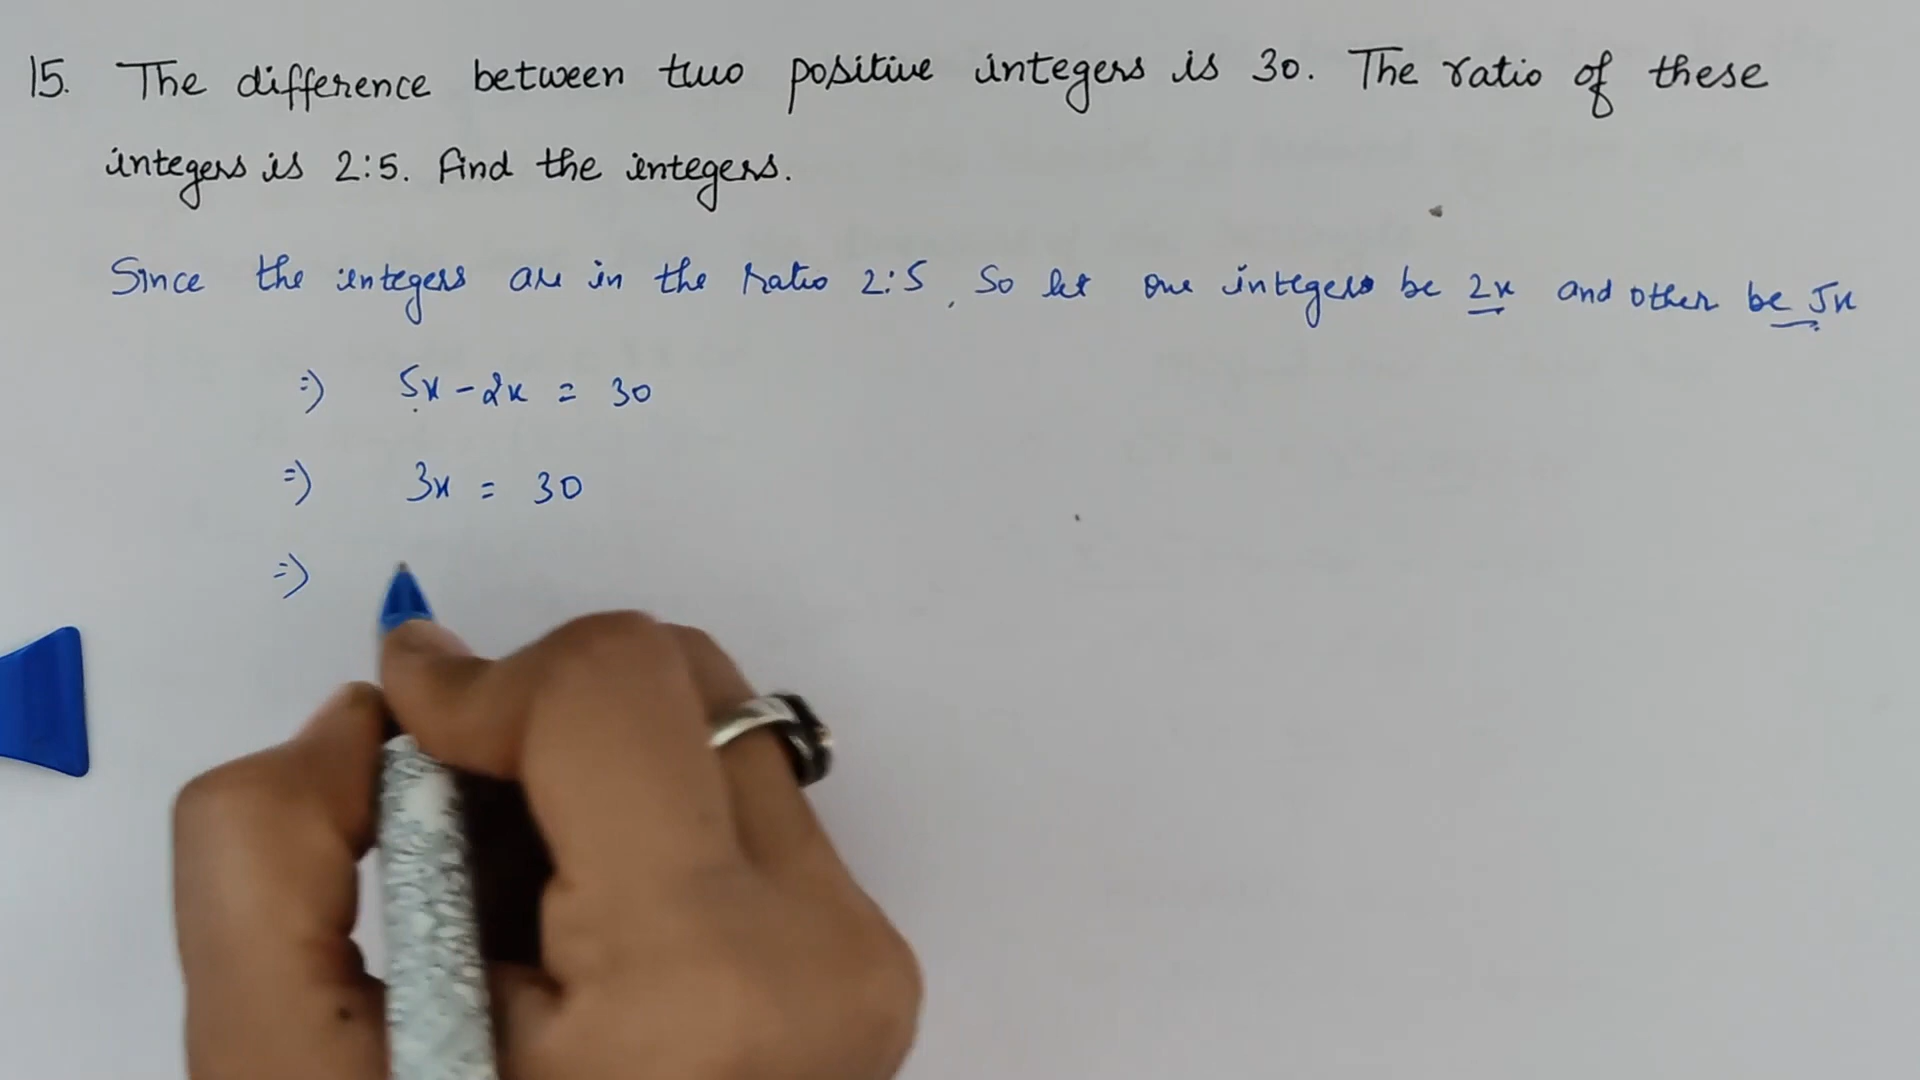 15. The difference between two positive integers is 30. The ratio of these
integers is 2:5. Find the integers.
Since the integers are in the ratio 2:5, So let one integers be 2x and other be 5x
=) 5x - 2x = 30
=) 3x = 30
=)